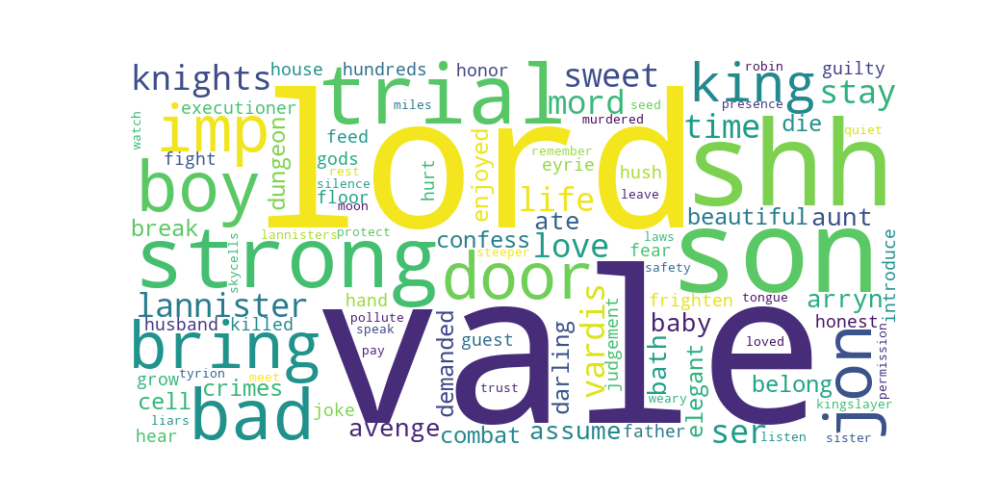 knights
house
hundreds
honor
sweet
king
robin
guilty
executioner
trial
miles
mord
murdered
presence
stay
watch
imp
feed
lord
time
die
seed
quiet
fight
dungeon
gods
rest
silence
floor
moon
hurt
enjoyed
remember
eyrie
hush
leave
shh
boy
life
ate
beautiful
aunt
break
lannisters
protect
confess
love
laws
fear
strong
skycells
steeper
door
safety
son
introduce
lannister
hand
vardis
frighten
tongue
arryn
husband
killed
pollute
speak
demanded
guest
darling
judgement
baby
honest
bring
vale
pay
loved
jon
permission
grow
tyrion
meet
trust
bath
elegant
belong
cell
crimes
bad
joke
weary
kingslayer
liars
hear
avenge
combat
assume
father
ser
listen
sister